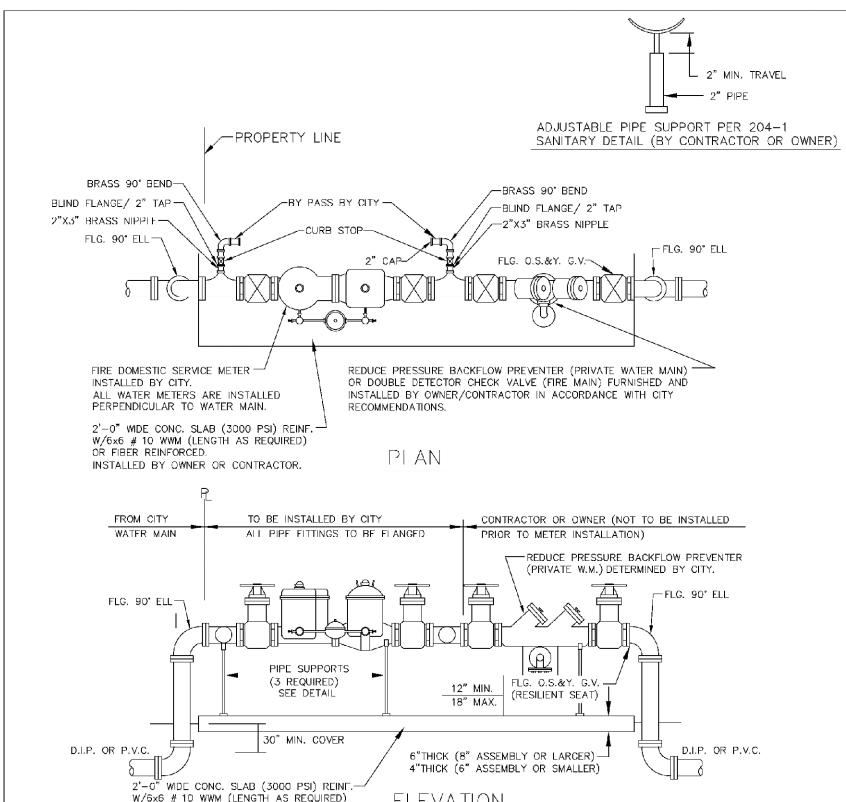 2" MIN. TRAVEL
2" PIPE
ADJUSTABLE PIPE SUPPORT PER 204-1
SANITARY DETAIL (BY CONTRACTOR OR OWNER)
PROPERTY LINE
BRASS 90° BEND
BLIND FLANGE/ 2" TAP
2"X3" BRASS NIPPLE
FLG. 90° ELL
BY PASS BY CITY
CURB STOP
2" CAP
BRASS 90° BEND
BLIND FLANGE/ 2" TAP
2"X3" BRASS NIPPLE
FLG. O.S.&Y. G.V.
FLG. 90° ELL
FIRE DOMESTIC SERVICE METER
INSTALLED BY CITY.
ALL WATER METERS ARE INSTALLED
PERPENDICULAR TO WATER MAIN.
2'-0" WIDE CONC. SLAB (3000 PSI) REINF.
W/6x6 # 10 WWM (LENGTH AS REQUIRED)
OR FIBER REINFORCED.
INSTALLED BY OWNER OR CONTRACTOR.
REDUCE PRESSURE BACKFLOW PREVENTER (PRIVATE WATER MAIN)
OR DOUBLE DETECTOR CHECK VALVE (FIRE MAIN) FURNISHED AND
INSTALLED BY OWNER/CONTRACTOR IN ACCORDANCE WITH CITY
RECOMMENDATIONS.
PLAN
PL
FROM CITY
WATER MAIN
TO BE INSTALLED BY CITY
ALL PIPE FITTINGS TO BE FLANGED
CONTRACTOR OR OWNER (NOT TO BE INSTALLED
PRIOR TO METER INSTALLATION)
REDUCE PRESSURE BACKFLOW PREVENTER
(PRIVATE W.M.) DETERMINED BY CITY.
FLG. 90° ELL
FLG. 90° ELL
PIPE SUPPORTS
(3 REQUIRED)
SEE DETAIL
12" MIN.
18" MAX.
FLG. O.S.&Y. G.V.
(RESILIENT SEAT)
30" MIN. COVER
D.I.P. OR P.V.C.
6"THICK (8" ASSEMBLY OR LARGER)
4"THICK (6" ASSEMBLY OR SMALLER)
D.I.P. OR P.V.C.
2'-0" WIDE CONC. SLAB (3000 PSI) REINF.
W/6x6 # 10 WWM (LENGTH AS REQUIRED)
ELEVATION